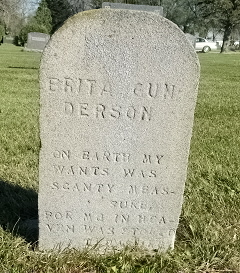 BRITA GUN
DERSON
ON EARTH MY
WANTS WAS
SCANTY MEAS-
URE,
FOR ME IN HEA-
VEN WAS